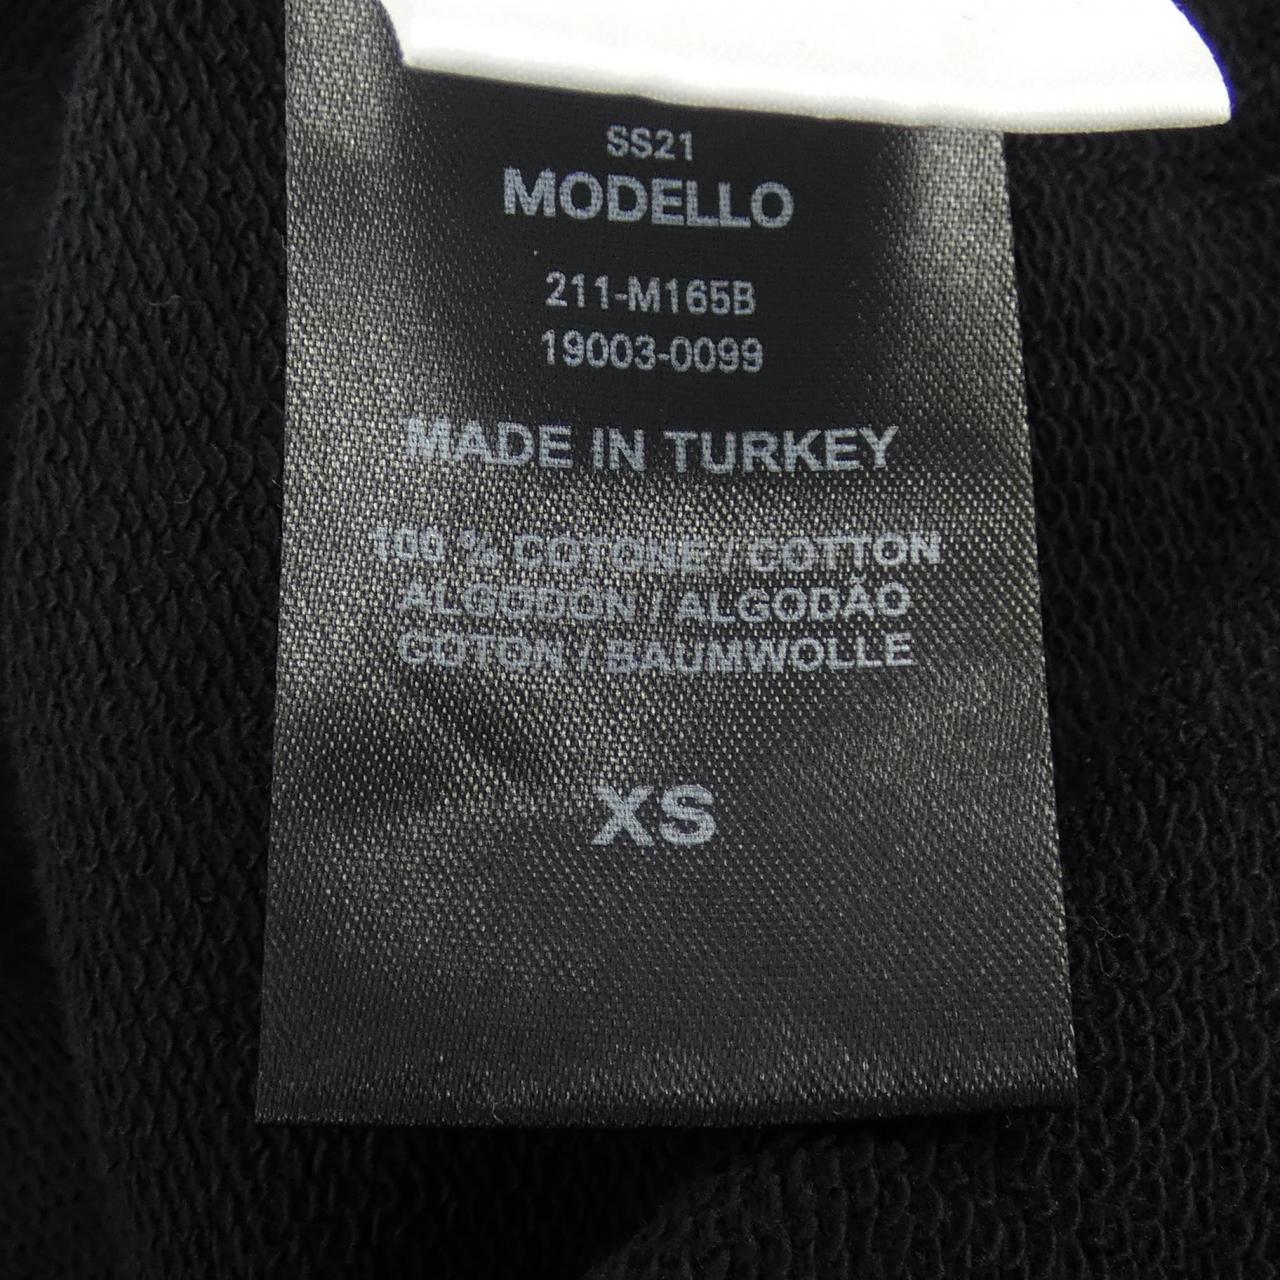 SS21
MODELLO
211-M165B
19003-0099
MADE IN TURKEY
100 % COTONE / COTTON
ALGODÓN / ALGODÃO
COTON / BAUMWOLLE
XS